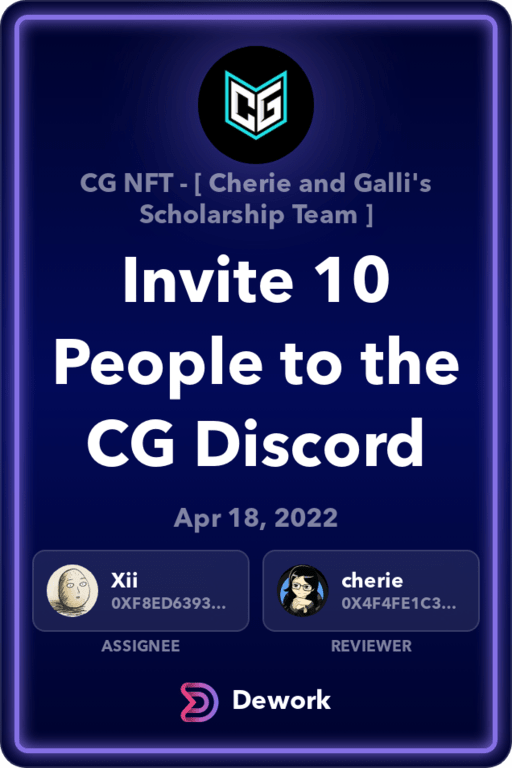 CG
CG NFT - [ Cherie and Galli's
Scholarship Team ]
Invite 10
People to the
CG Discord
Apr 18, 2022
Xii
0XF8ED6393...
ASSIGNEE
cherie
0X4F4FE1C3...
REVIEWER
Dework